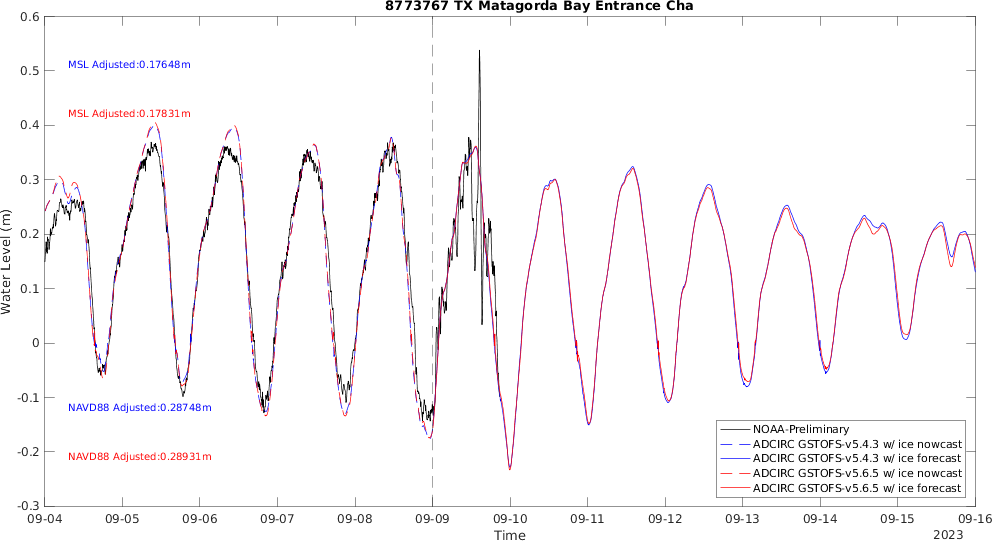 8773767 TX Matagorda Bay Entrance Cha
0.6
0.5
0.4
0.3
0.2
0.1
0
-0.1
-0.2
-0.3
Water Level (m)
MSL Adjusted:0.17648m
MSL Adjusted:0.17831m
NAVD88 Adjusted:0.28748m
NAVD88 Adjusted:0.28931m
NOAA-Preliminary
ADCIRC GSTOFS-v5.4.3 w/ ice nowcast
ADCIRC GSTOFS-v5.4.3 w/ ice forecast
ADCIRC GSTOFS-v5.6.5 w/ ice nowcast
ADCIRC GSTOFS-v5.6.5 w/ ice forecast
09-04 09-05 09-06 09-07 09-08 09-09 09-10 09-11 09-12 09-13 09-14 09-15 09-16
Time
2023